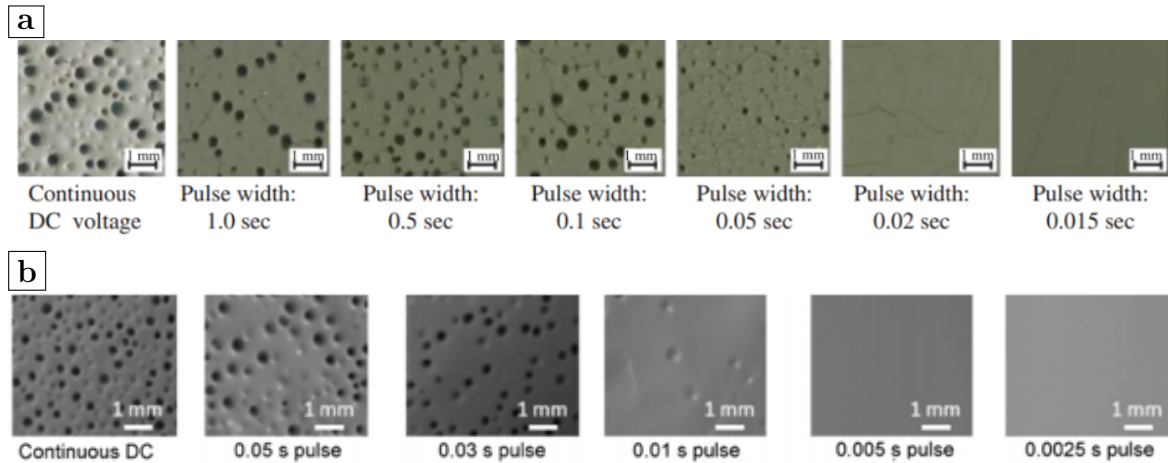 a
1 mm 1 mm 1 mm 1 mm 1 mm 1 mm 1 mm
Continuous DC voltage
Pulse width: 1.0 sec
Pulse width: 0.5 sec
Pulse width: 0.1 sec
Pulse width: 0.05 sec
Pulse width: 0.02 sec
Pulse width: 0.015 sec
b
1 mm 1 mm 1 mm 1 mm 1 mm 1 mm
Continuous DC 0.05 s pulse 0.03 s pulse 0.01 s pulse 0.005 s pulse 0.0025 s pulse